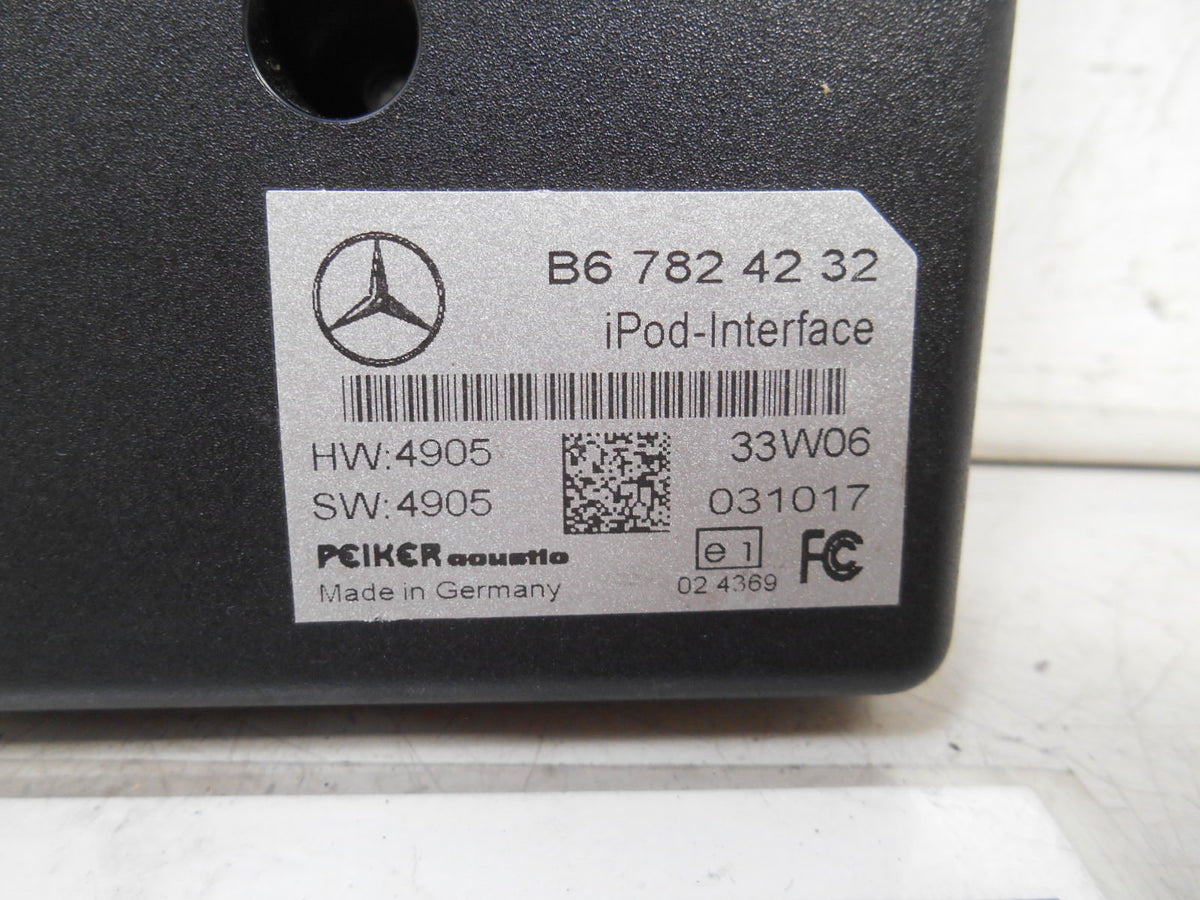 B6 782 42 32
iPod-Interface
HW:4905
33W06
SW:4905
031017
PEIKER acustic
e1
FC
Made in Germany
02 4369